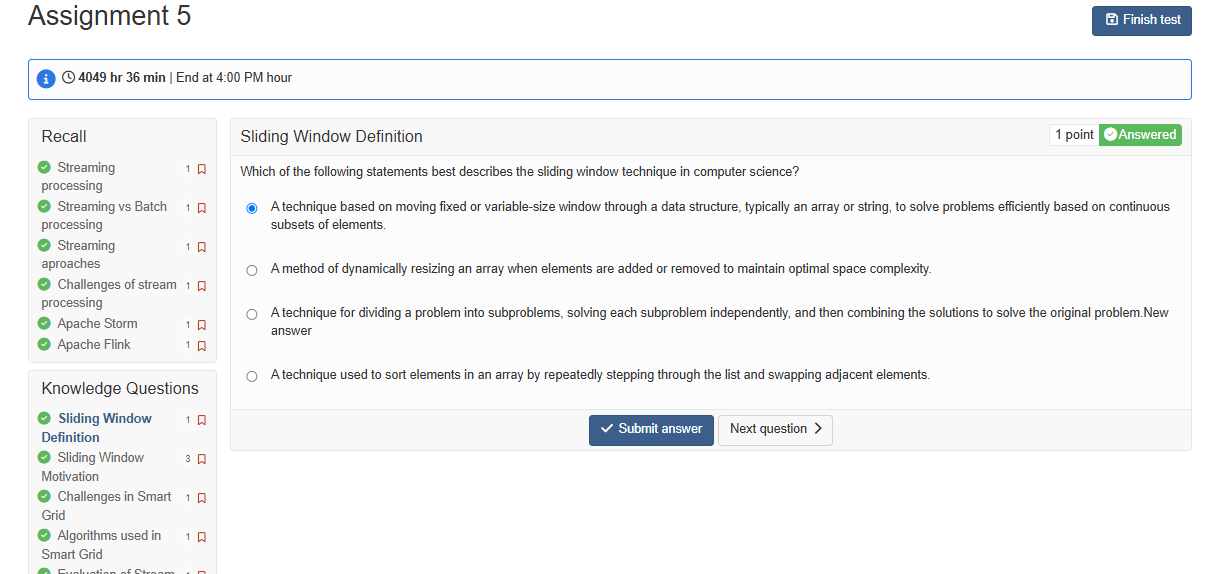 Assignment 5
Finish test
4049 hr 36 min | End at 4:00 PM hour
Recall
Streaming processing 1
Streaming vs Batch processing 1
Streaming aproaches 1
Challenges of stream processing 1
Apache Storm 1
Apache Flink 1
Knowledge Questions
Sliding Window Definition 1
Sliding Window Motivation 3
Challenges in Smart Grid 1
Algorithms used in Smart Grid 1
Evaluation of Stream
Sliding Window Definition
1 point Answered
Which of the following statements best describes the sliding window technique in computer science?
A technique based on moving fixed or variable-size window through a data structure, typically an array or string, to solve problems efficiently based on continuous
subsets of elements.
A method of dynamically resizing an array when elements are added or removed to maintain optimal space complexity.
A technique for dividing a problem into subproblems, solving each subproblem independently, and then combining the solutions to solve the original problem.New
answer
A technique used to sort elements in an array by repeatedly stepping through the list and swapping adjacent elements.
Submit answer
Next question